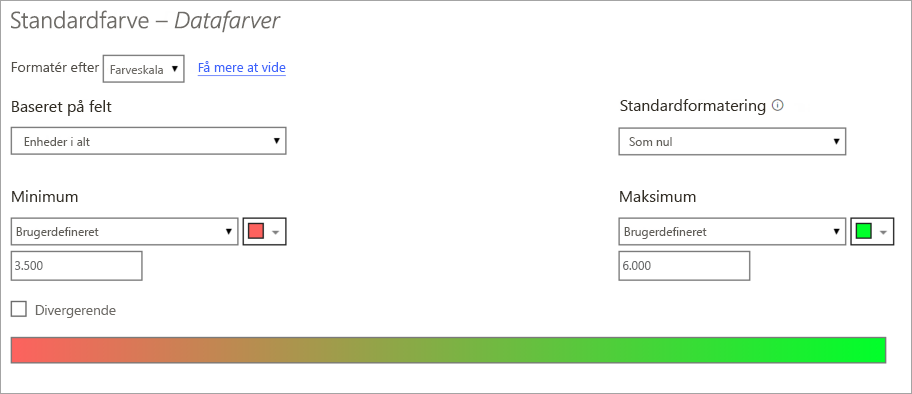 Standardfarve – Datafarver
Formatér efter Farveskala Få mere at vide
Baseret på felt
Standardformatering
Enheder i alt
Som nul
Minimum
Maksimum
Brugerdefineret
Brugerdefineret
3.500
6.000
Divergerende